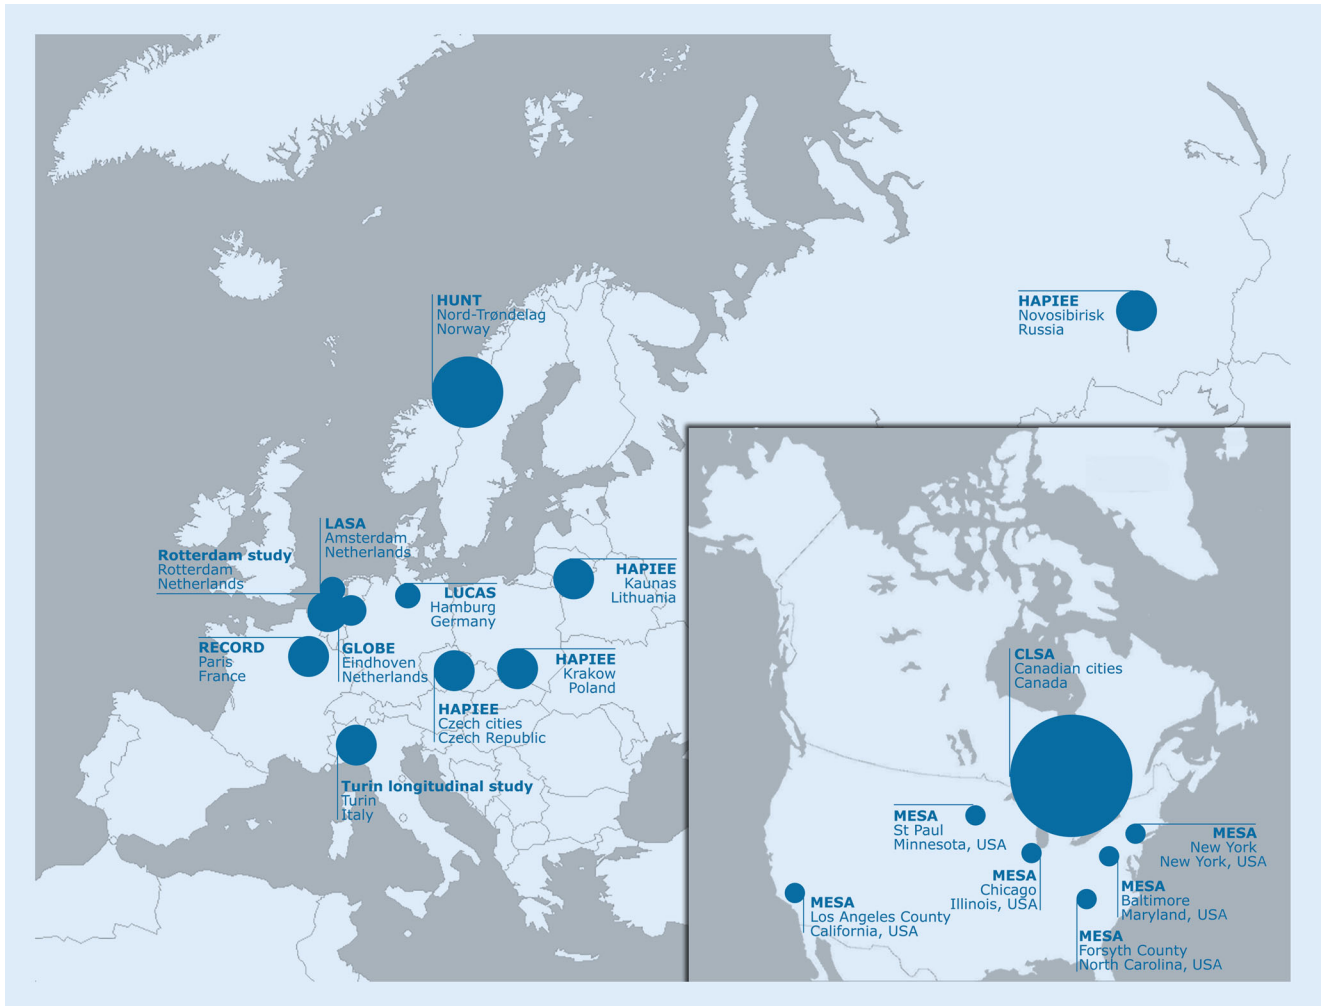 HUNT
Nord-Trøndelag
Norway
HAPIEE
Novosibirisk
Russia
LASA
Amsterdam
Netherlands
Rotterdam study
Rotterdam
Netherlands
HAPIEE
Kaunas
Lithuania
LUCAS
Hamburg
Germany
RECORD
Paris
France
GLOBE
Eindhoven
Netherlands
HAPIEE
Krakow
Poland
HAPIEE
Czech cities
Czech Republic
Turin longitudinal study
Turin
Italy
CLSA
Canadian cities
Canada
MESA
St Paul
Minnesota, USA
MESA
New York
New York, USA
MESA
Chicago
Illinois, USA
MESA
Baltimore
Maryland, USA
MESA
Los Angeles County
California, USA
MESA
Forsyth County
North Carolina, USA